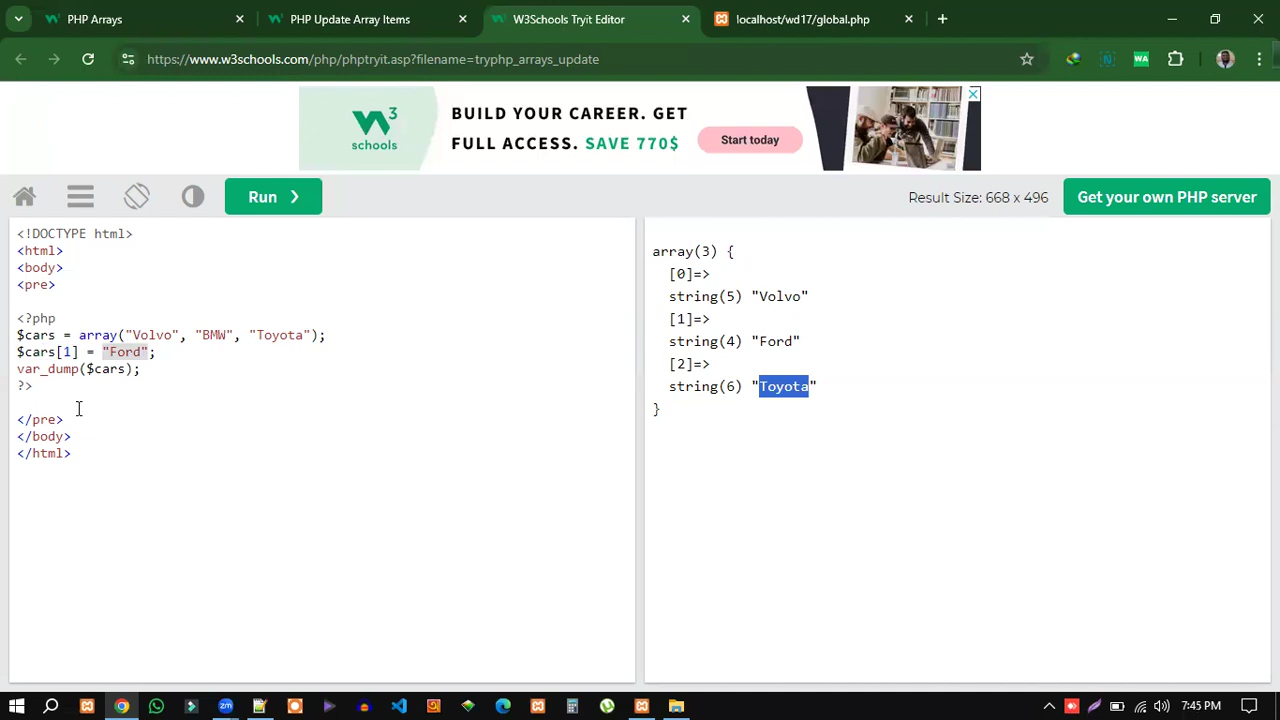 PHP Arrays
PHP Update Array Items
W3Schools Tryit Editor
localhost/wd17/global.php
https://www.w3schools.com/php/phptryit.asp?filename=tryphp_arrays_update
WA
W3
schools
BUILD YOUR CAREER. GET
FULL ACCESS. SAVE 770$
Start today
Run ❯
Result Size: 668 x 496
Get your own PHP server
<!DOCTYPE html>
<html>
<body>
<pre>
<?php
$cars = array("Volvo", "BMW", "Toyota");
$cars[1] = "Ford";
var_dump($cars);
?>
</pre>
</body>
</html>
array(3) {
[0]=>
string(5) "Volvo"
[1]=>
string(4) "Ford"
[2]=>
string(6) "Toyota"
}
7:45 PM